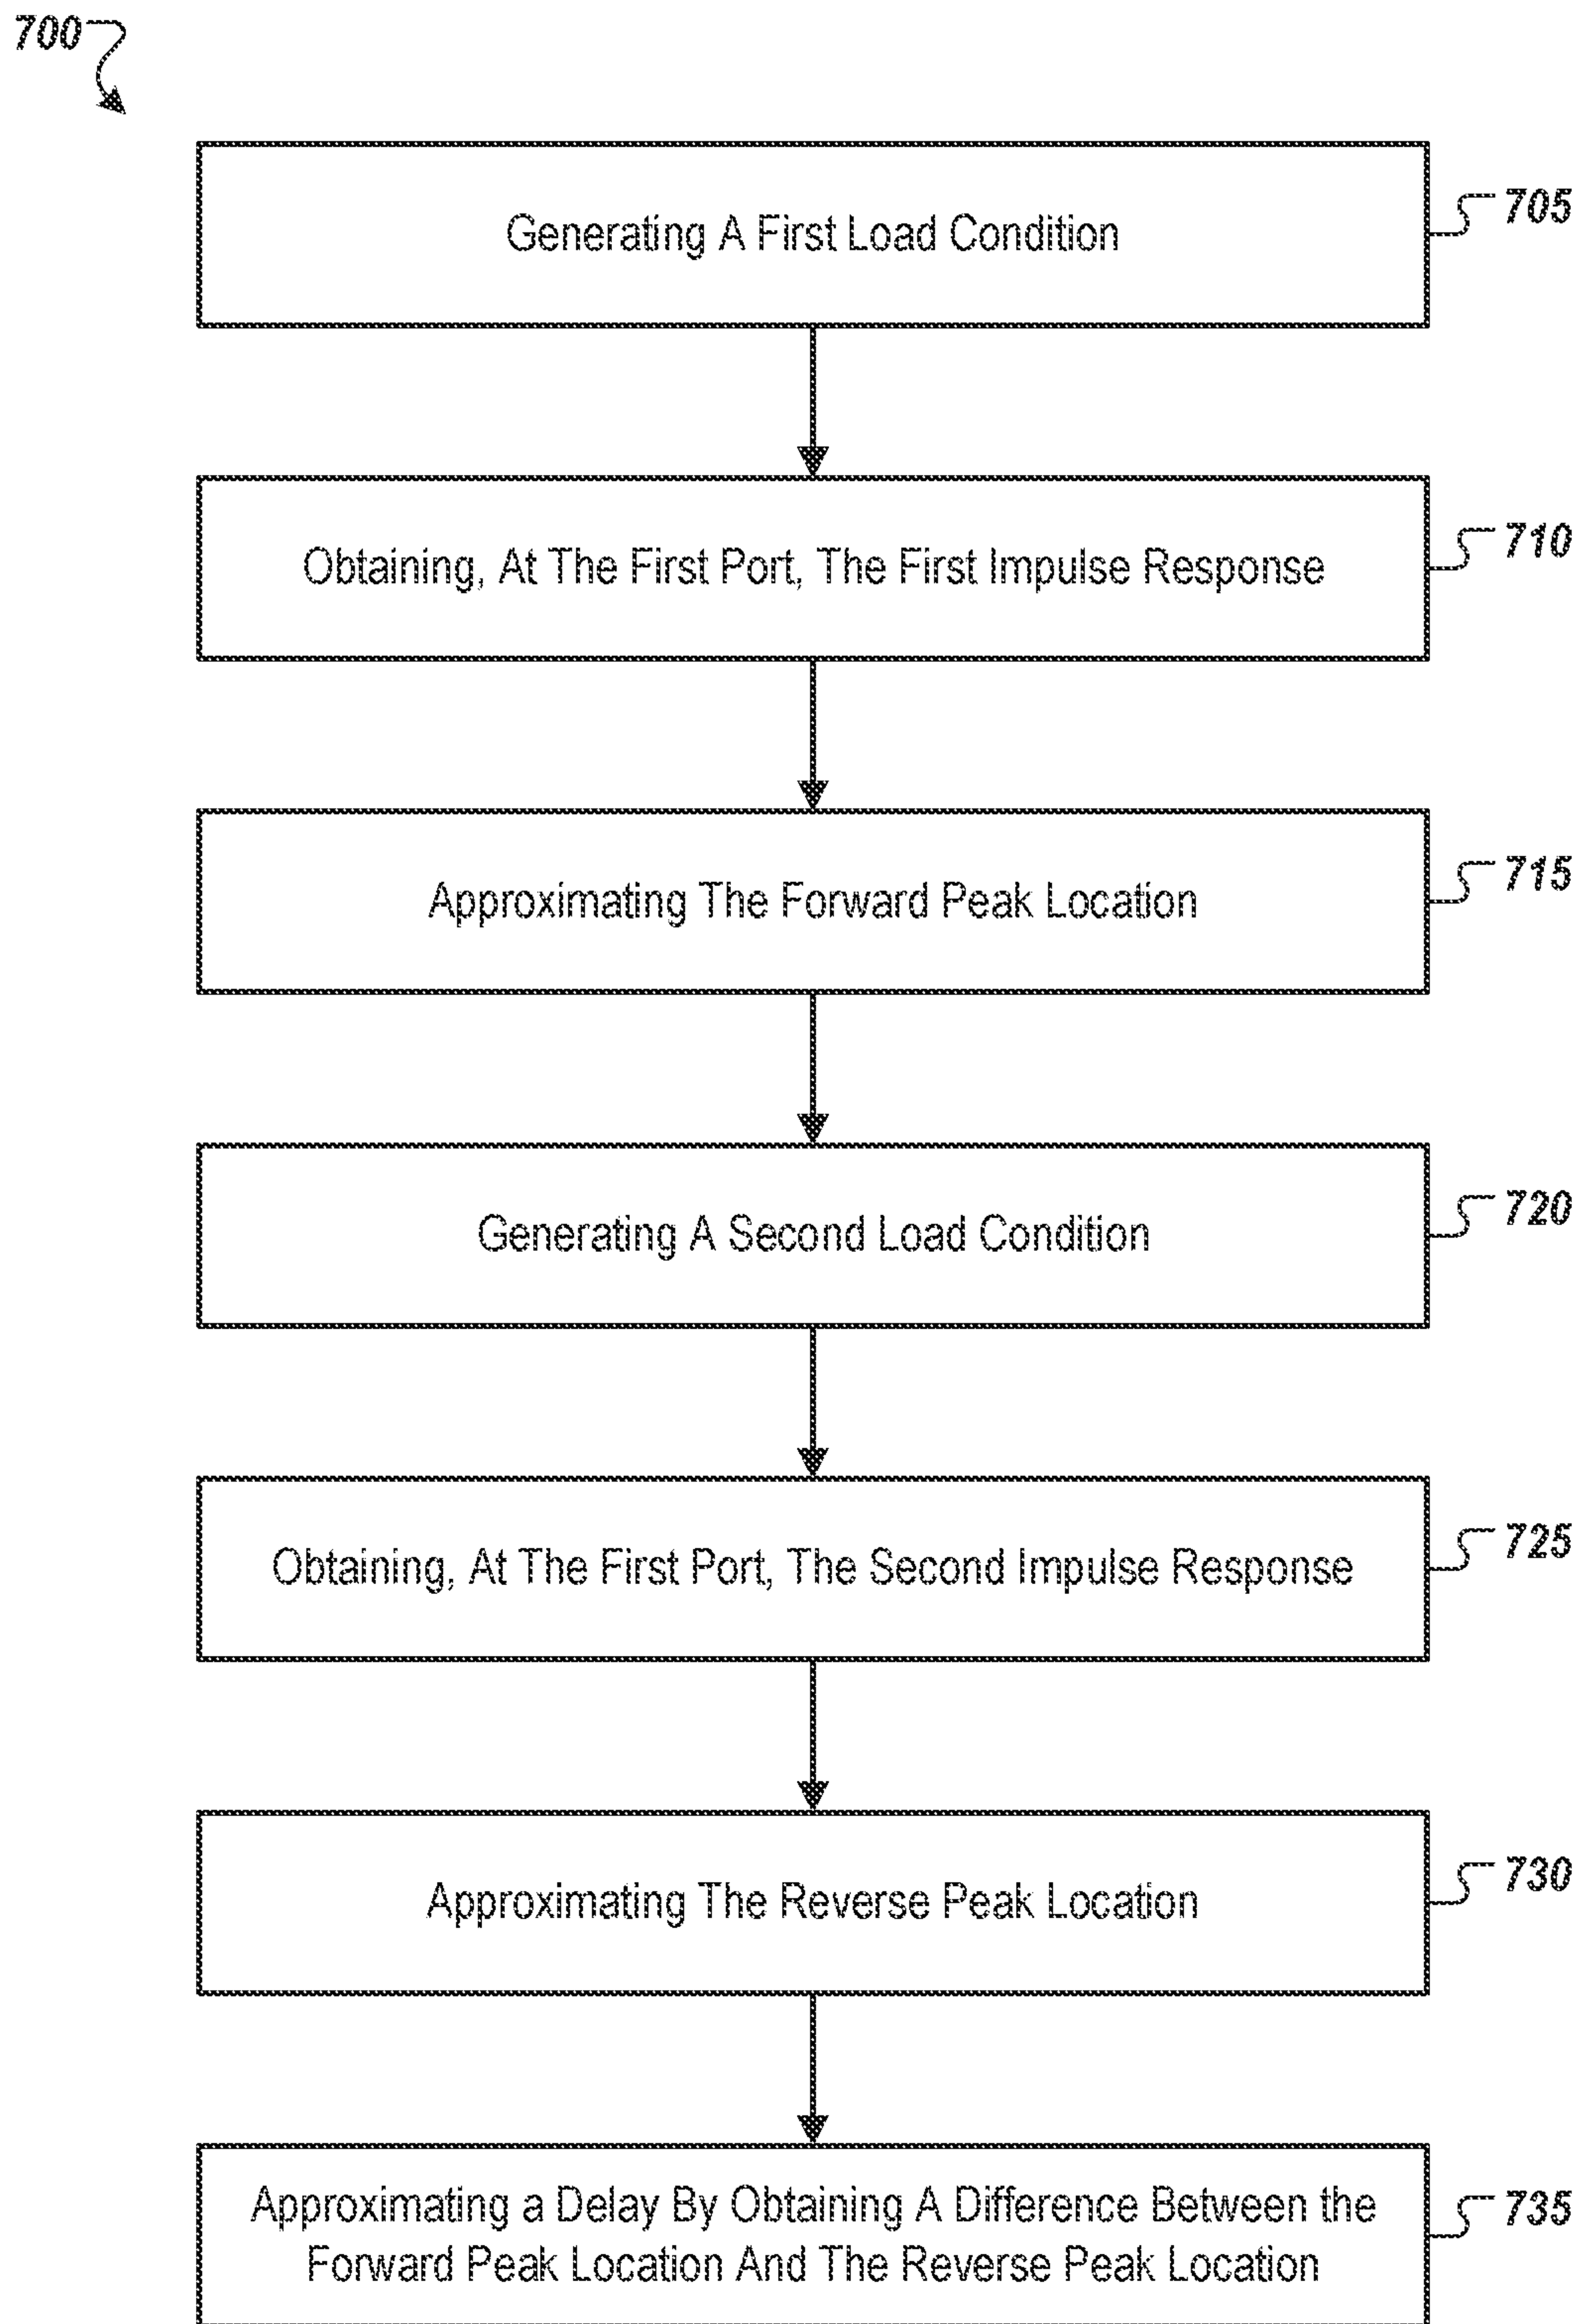 700
Generating A First Load Condition
705
Obtaining, At The First Port, The First Impulse Response
710
Approximating The Forward Peak Location
715
Generating A Second Load Condition
720
Obtaining, At The First Port, The Second Impulse Response
725
Approximating The Reverse Peak Location
730
Approximating a Delay By Obtaining A Difference Between the
Forward Peak Location And The Reverse Peak Location
735